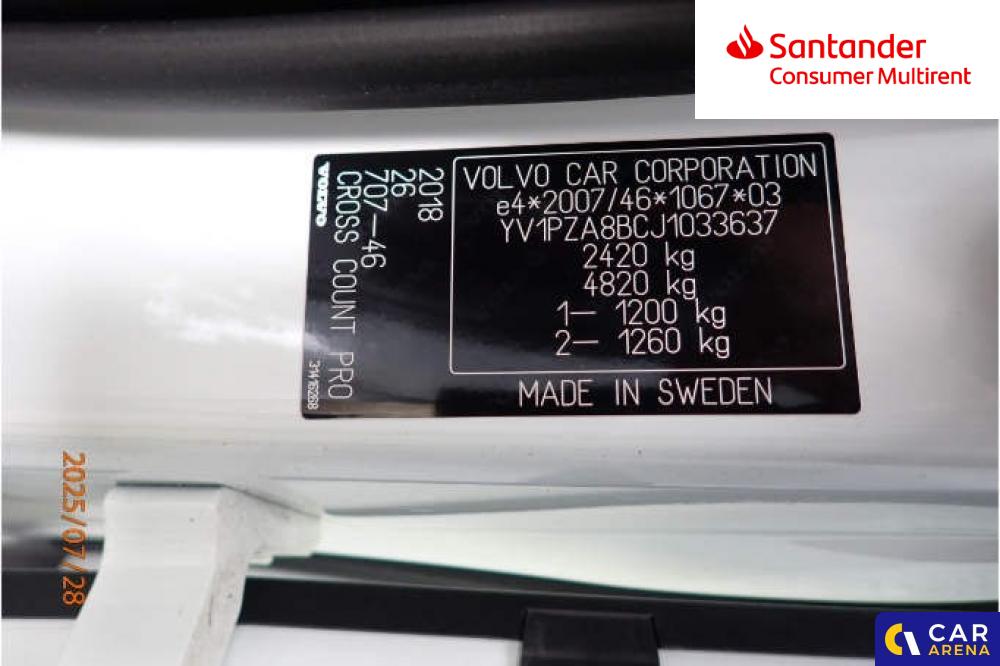 Santander
Consumer Multirent
VOLVO CAR CORPORATION
e4*2007/46*1067*03
YV1PZA8BCJ1033637
2420 kg
4820 kg
1– 1200 kg
2– 1260 kg
MADE IN SWEDEN
2018
26
707–46
CROSS COUNT PRO
VOLVO
31416268
2025/07/28
CAR
ARENA